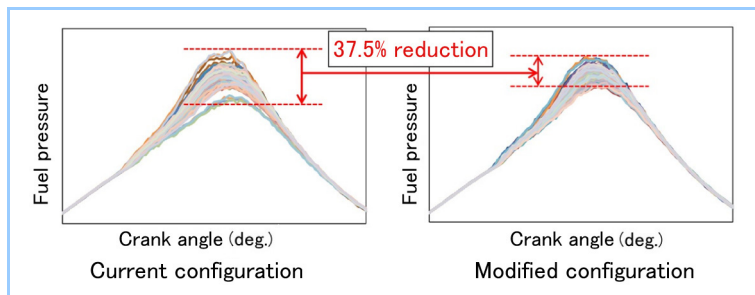 37.5% reduction
Fuel pressure
Fuel pressure
Crank angle (deg.)
Crank angle (deg.)
Current configuration
Modified configuration